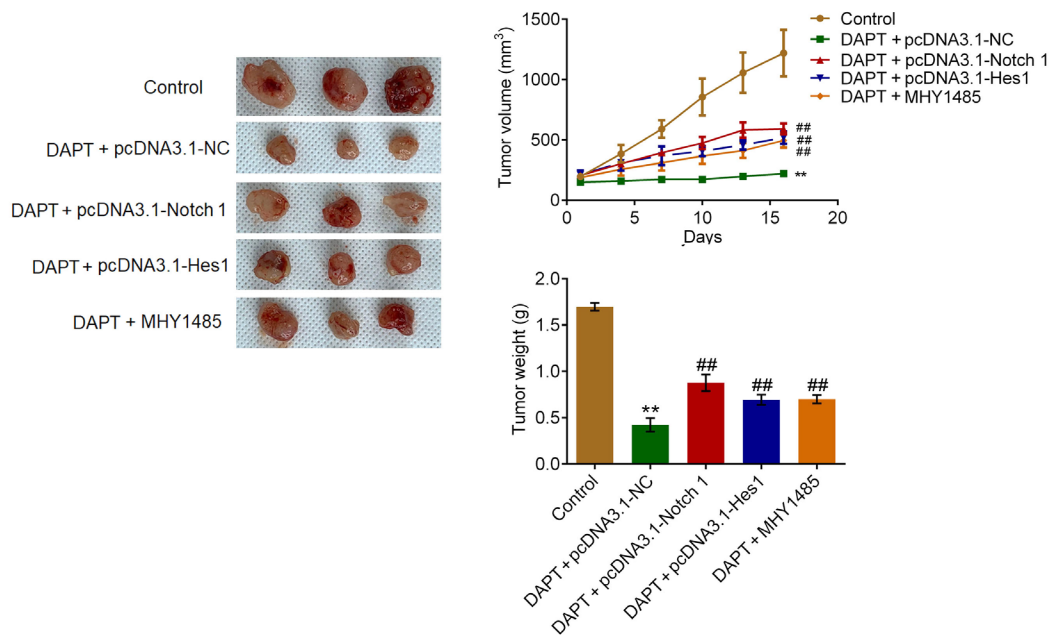 Control
DAPT + pcDNA3.1-NC
DAPT + pcDNA3.1-Notch 1
DAPT + pcDNA3.1-Hes1
DAPT + MHY1485
Tumor volume (mm³)
1500
1000
500
0
0
5
10
15
20
Days
Control
DAPT + pcDNA3.1-NC
DAPT + pcDNA3.1-Notch 1
DAPT + pcDNA3.1-Hes1
DAPT + MHY1485
##
##
##
**
Tumor weight (g)
2.0
1.5
1.0
0.5
0.0
**
##
##
##
Control
DAPT + pcDNA3.1-NC
DAPT + pcDNA3.1-Notch 1
DAPT + pcDNA3.1-Hes1
DAPT + MHY1485